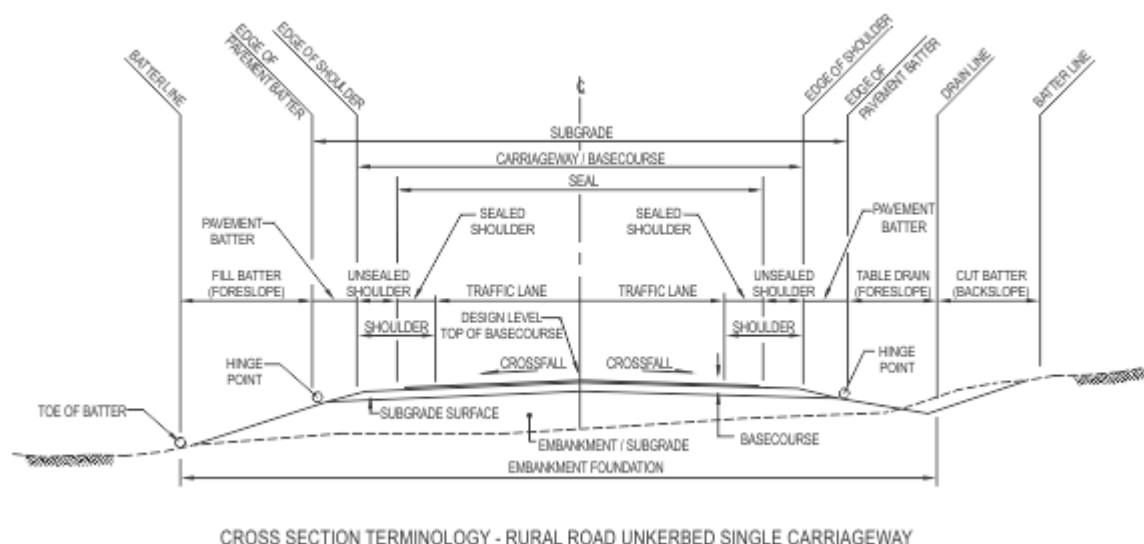 BATTER LINE
EDGE OF
PAVEMENT BATTER
EDGE OF SHOULDER
EDGE OF SHOULDER
EDGE OF
PAVEMENT BATTER
DRAIN LINE
BATTER LINE
℄
SUBGRADE
CARRIAGEWAY / BASECOURSE
SEAL
PAVEMENT
BATTER
SEALED
SHOULDER
SEALED
SHOULDER
PAVEMENT
BATTER
FILL BATTER
(FORESLOPE)
UNSEALED
SHOULDER
TRAFFIC LANE
TRAFFIC LANE
UNSEALED
SHOULDER
TABLE DRAIN
(FORESLOPE)
CUT BATTER
(BACKSLOPE)
SHOULDER
DESIGN LEVEL
TOP OF BASECOURSE
SHOULDER
HINGE
POINT
CROSSFALL
CROSSFALL
HINGE
POINT
TOE OF BATTER
SUBGRADE SURFACE
EMBANKMENT / SUBGRADE
BASECOURSE
EMBANKMENT FOUNDATION
CROSS SECTION TERMINOLOGY - RURAL ROAD UNKERBED SINGLE CARRIAGEWAY